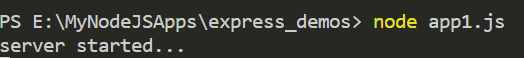 PS E:\MyNodeJSApps\express_demos> node app1.js
server started...